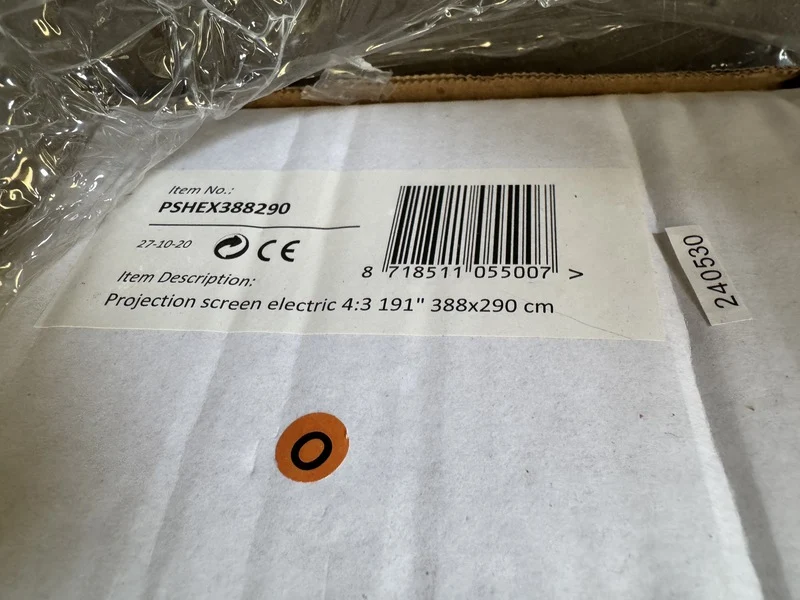 Item No.:
PSHEX388290
27-10-20 CE
Item Description:
Projection screen electric 4:3 191" 388x290 cm
8 718511 055007 >
240530
O